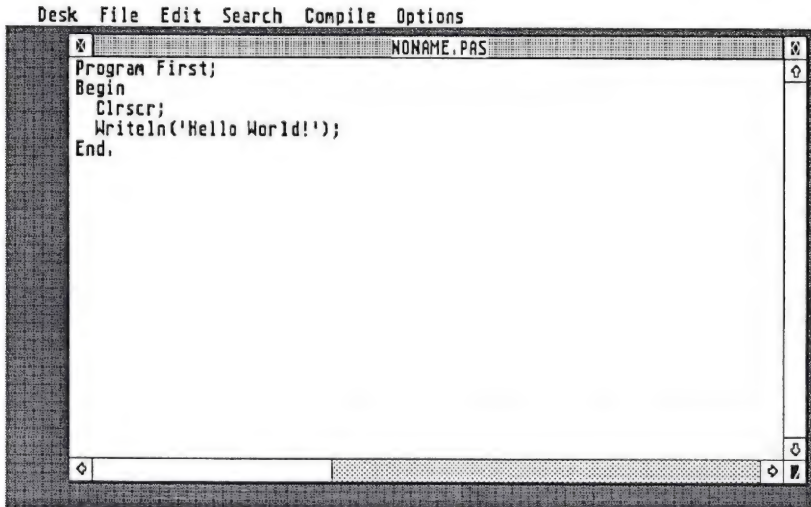 Desk File Edit Search Compile Options
NONAME.PAS
Program First;
Begin
  Clrscr;
  Writeln('Hello World!');
End.